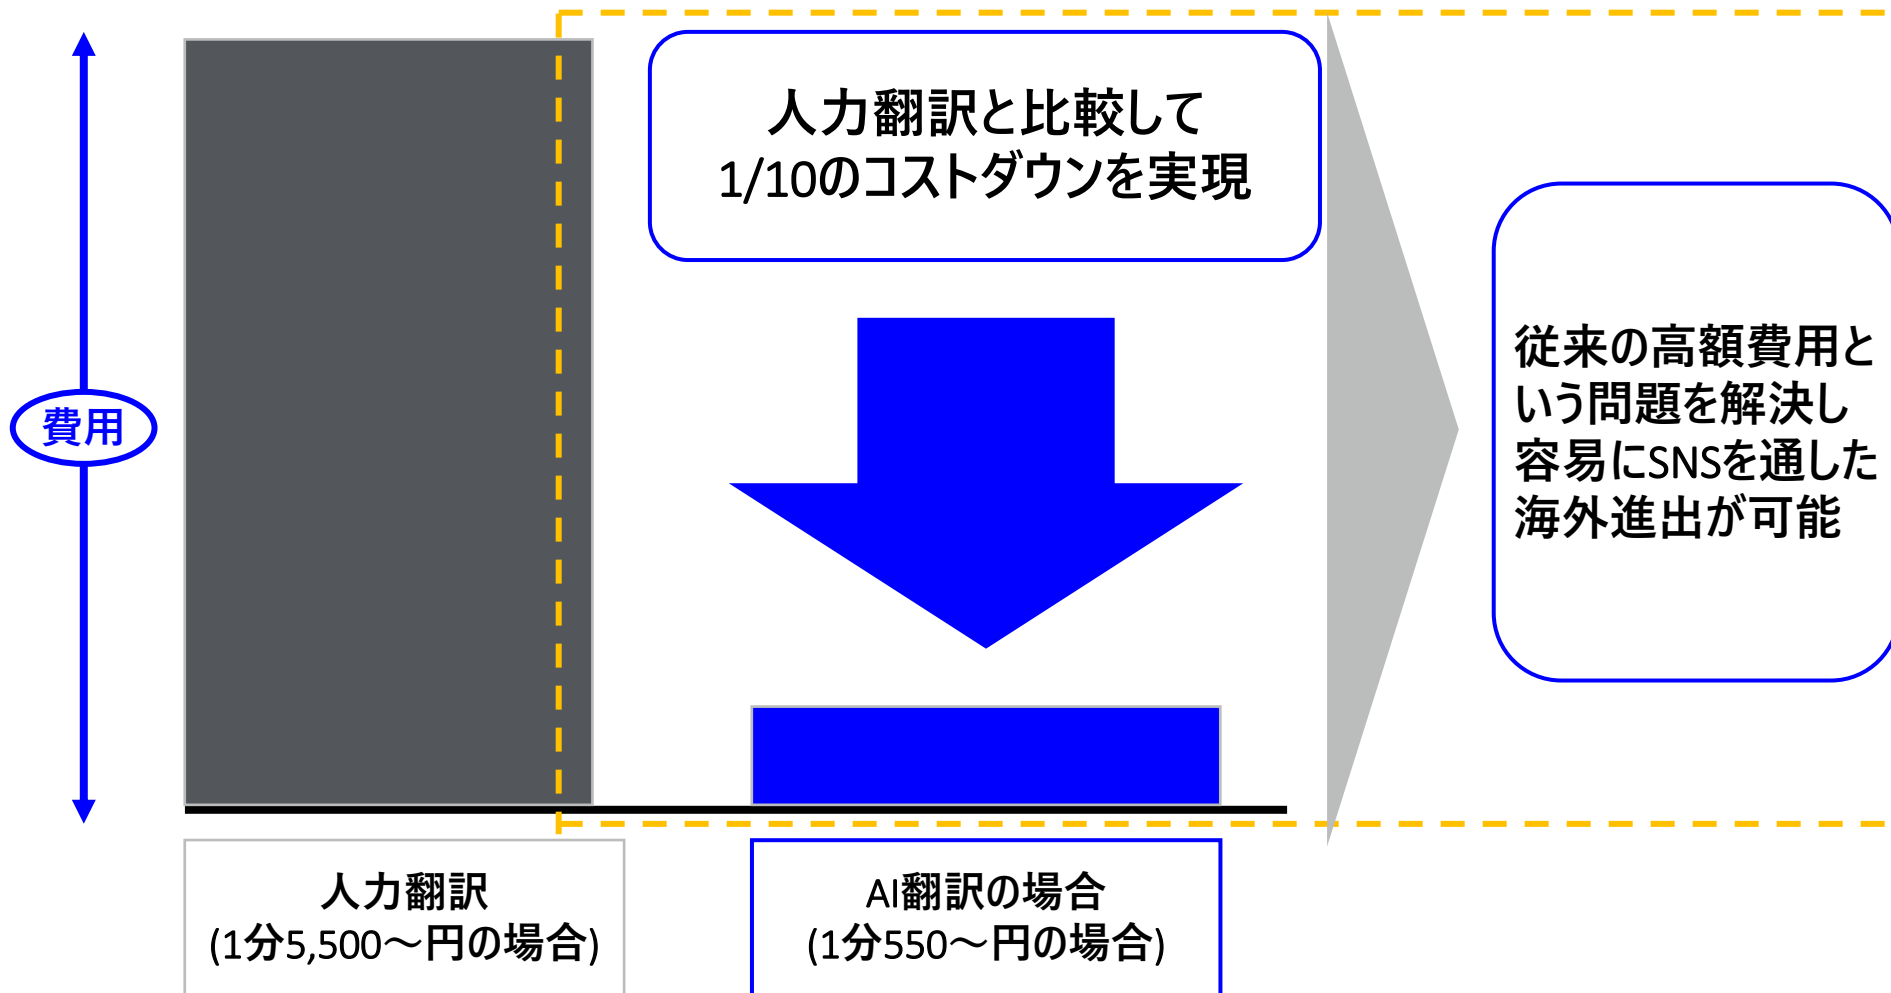 人力翻訳と比較して
1/10のコストダウンを実現
費用
従来の高額費用と
いう問題を解決し
容易にSNSを通した
海外進出が可能
人力翻訳
(1分5,500～円の場合)
AI翻訳の場合
(1分550～円の場合)